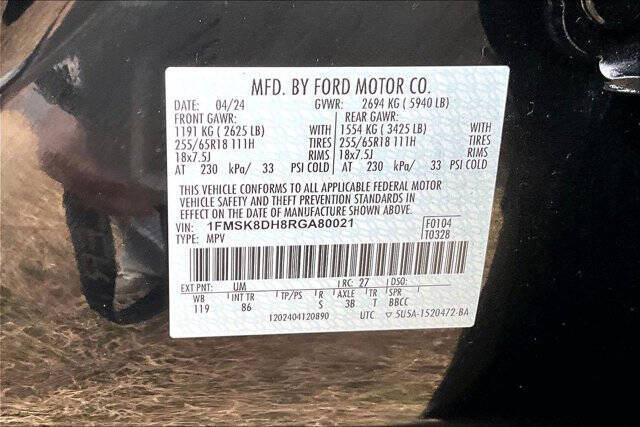 MFD. BY FORD MOTOR CO.
DATE: 04/24 GVWR: 2694 KG ( 5940 LB)
FRONT GAWR: REAR GAWR:
1191 KG ( 2625 LB) WITH 1554 KG ( 3425 LB) WITH
255/65R18 111H TIRES 255/65R18 111H TIRES
18x7.5J RIMS 18x7.5J RIMS
AT 230 kPa/ 33 PSI COLD AT 230 kPa/ 33 PSI COLD
THIS VEHICLE CONFORMS TO ALL APPLICABLE FEDERAL MOTOR
VEHICLE SAFETY AND THEFT PREVENTION STANDARDS IN
EFFECT ON THE DATE OF MANUFACTURE SHOWN ABOVE.
VIN: 1FMSK8DH8RGA80021 F0104
TYPE: MPV T0328
EXT PNT: UM RC: 27 DSO:
WB INT TR TP/PS R AXLE TR SPR
119 86 S 3B T BBCC
1202404120890 UTC ▽ 5U5A-1520472-BA